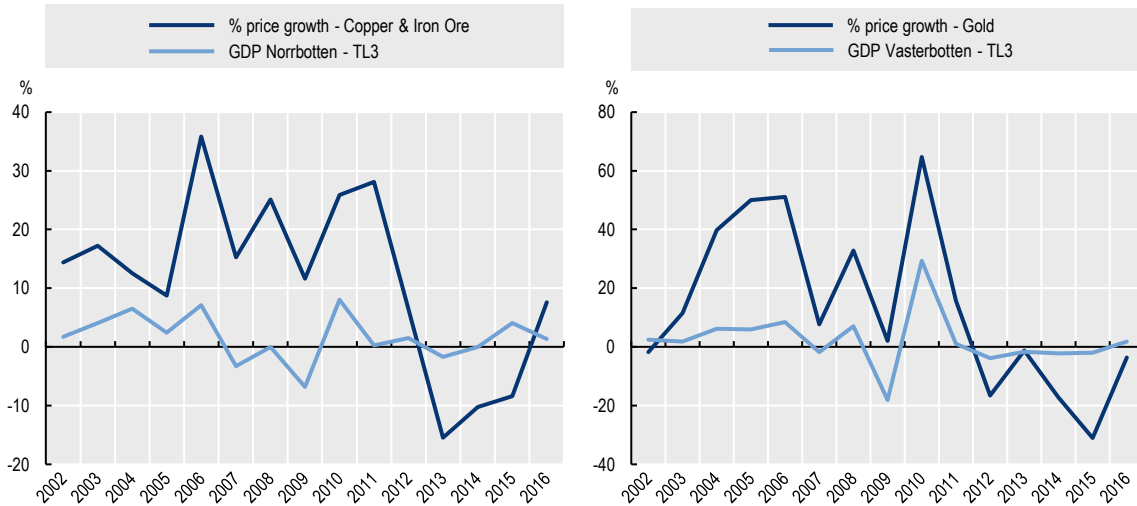 % price growth - Copper & Iron Ore
GDP Norrbotten - TL3
%
40
30
20
10
0
-10
-20
2002 2003 2004 2005 2006 2007 2008 2009 2010 2011 2012 2013 2014 2015 2016
% price growth - Gold
GDP Vasterbotten - TL3
%
80
60
40
20
0
-20
-40
2002 2003 2004 2005 2006 2007 2008 2009 2010 2011 2012 2013 2014 2015 2016